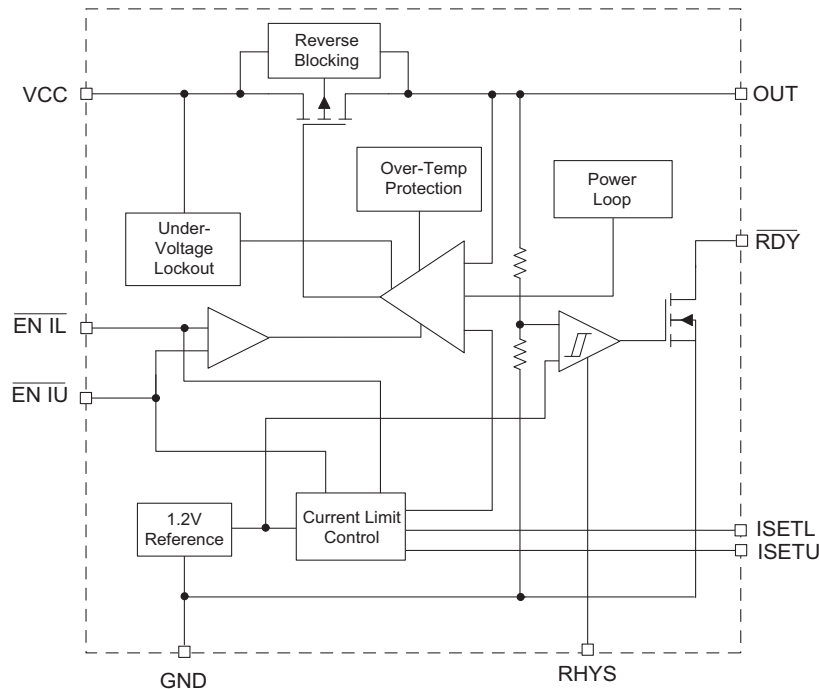 Reverse
Blocking
VCC
OUT
Over-Temp
Protection
Power
Loop
Under-
Voltage
Lockout
RDY
EN IL
EN IU
1.2V
Reference
Current Limit
Control
ISETL
ISETU
GND
RHYS